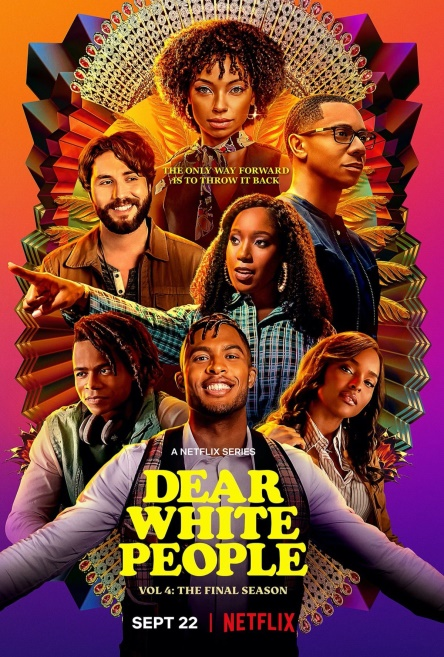 THE ONLY WAY FORWARD
IS TO THROW IT BACK
A NETFLIX SERIES
DEAR
WHITE
PEOPLE
VOL 4: THE FINAL SEASON
SEPT 22 | NETFLIX